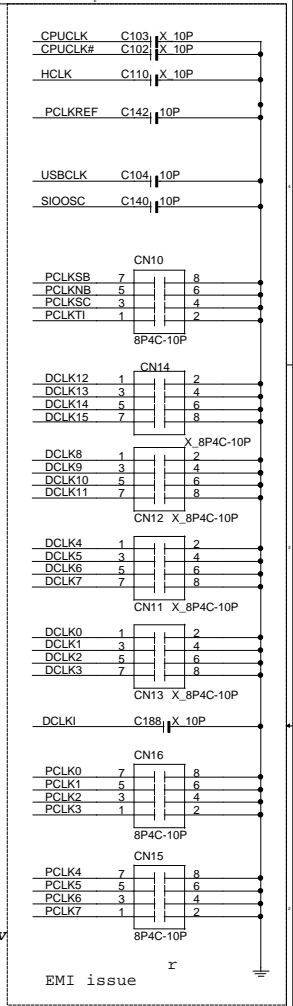 CPUCLK C103 X_10P
CPUCLK# C102 X_10P
HCLK C110 X_10P
PCLKREF C142 10P
USBCLK C104 10P
SIOOSC C140 10P
CN10
PCLKSB 7 8
PCLKNB 5 6
PCLKSC 3 4
PCLKTI 1 2
8P4C-10P
CN14
DCLK12 1 2
DCLK13 3 4
DCLK14 5 6
DCLK15 7 8
X_8P4C-10P
DCLK8 1 2
DCLK9 3 4
DCLK10 5 6
DCLK11 7 8
CN12 X_8P4C-10P
DCLK4 1 2
DCLK5 3 4
DCLK6 5 6
DCLK7 7 8
CN11 X_8P4C-10P
DCLK0 1 2
DCLK1 3 4
DCLK2 5 6
DCLK3 7 8
CN13 X_8P4C-10P
DCLKI C188 X_10P
CN16
PCLK0 7 8
PCLK1 5 6
PCLK2 3 4
PCLK3 1 2
8P4C-10P
CN15
PCLK4 7 8
PCLK5 5 6
PCLK6 3 4
PCLK7 1 2
8P4C-10P
v
r
EMI issue